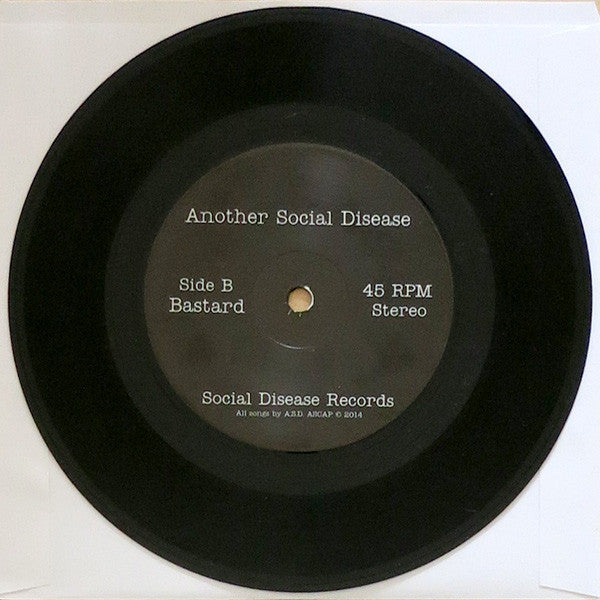 Another Social Disease
Side B
Bastard
45 RPM
Stereo
Social Disease Records
All songs by A.S.D. ASCAP © 2014